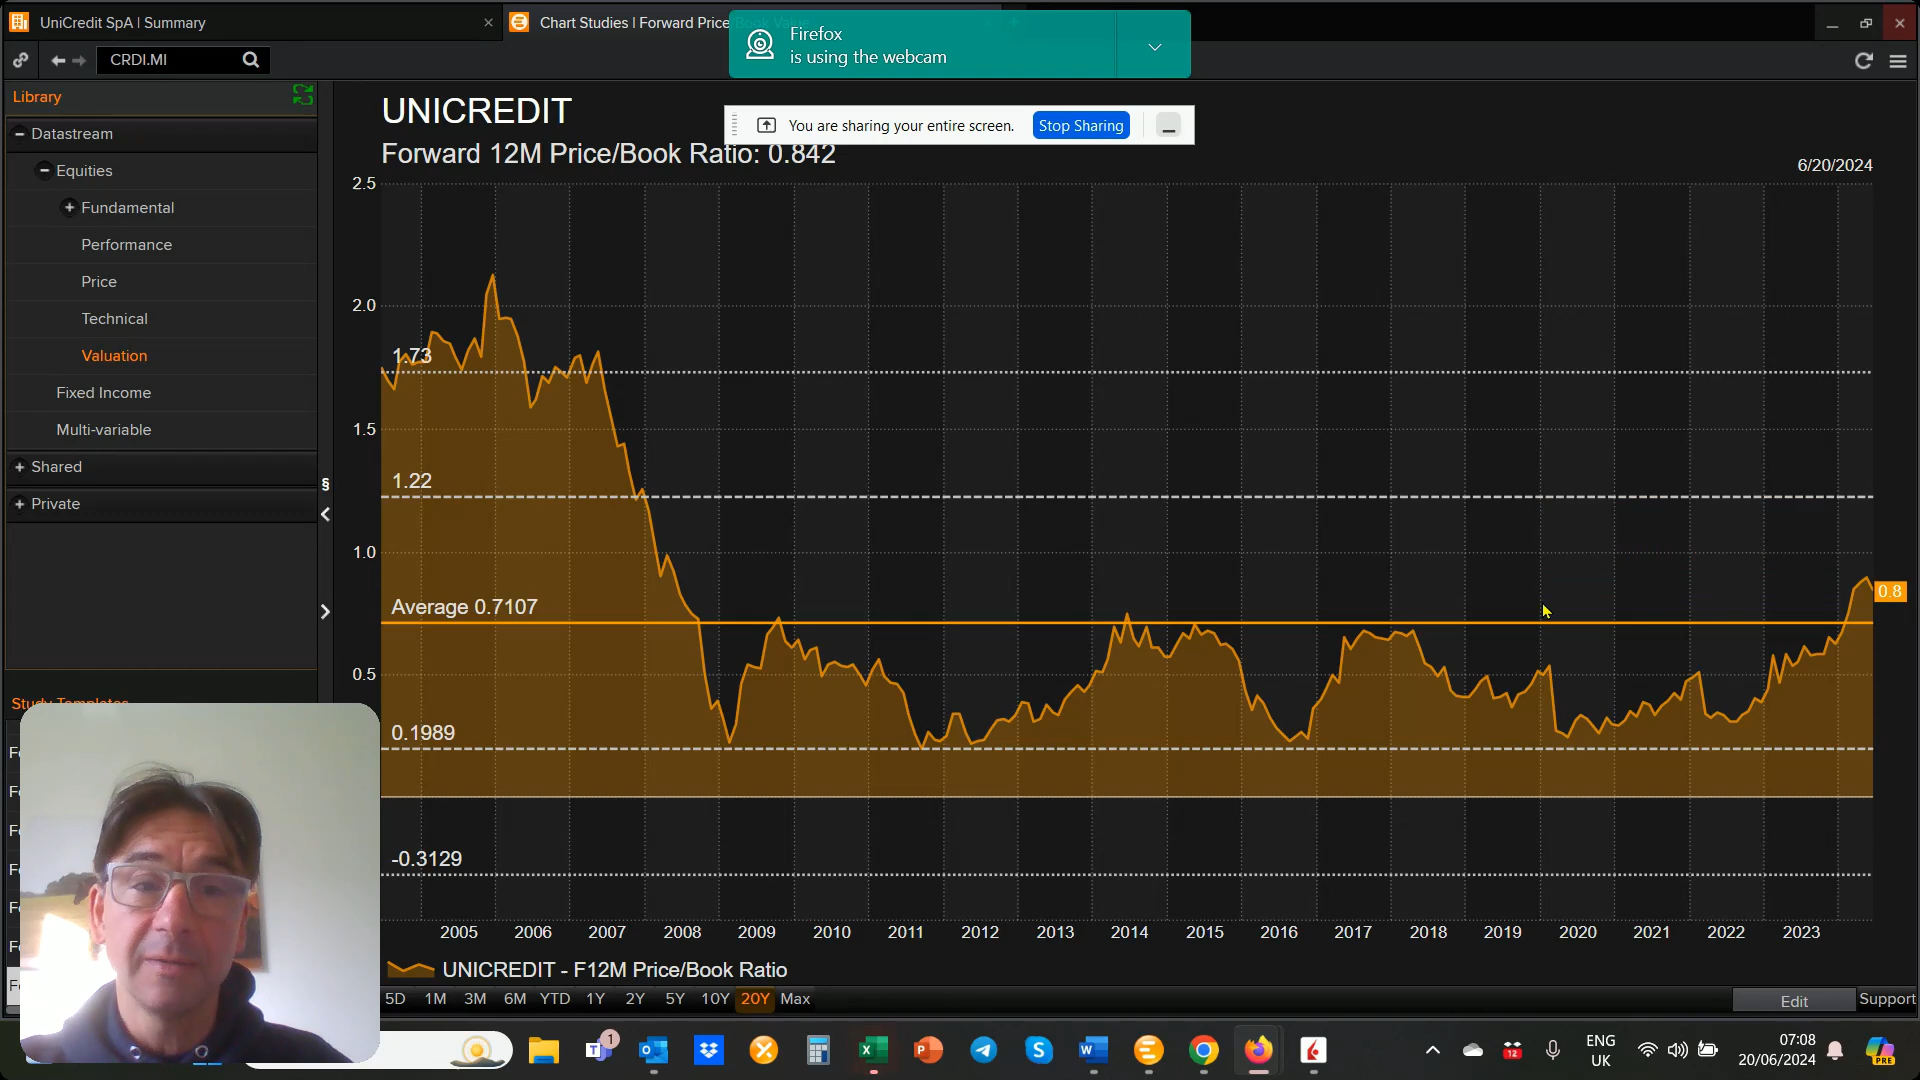 UniCredit SpA | Summary
Chart Studies | Forward Price
Firefox
is using the webcam
CRDI.MI
Library
Datastream
Equities
Fundamental
Performance
Price
Technical
Valuation
Fixed Income
Multi-variable
Shared
Private
UNICREDIT
You are sharing your entire screen.
Stop Sharing
Forward 12M Price/Book Ratio: 0.842
6/20/2024
2.5
2.0
1.73
1.5
1.22
1.0
Average 0.7107
0.8
0.5
0.1989
-0.3129
2005 2006 2007 2008 2009 2010 2011 2012 2013 2014 2015 2016 2017 2018 2019 2020 2021 2022 2023
UNICREDIT - F12M Price/Book Ratio
5D 1M 3M 6M YTD 1Y 2Y 5Y 10Y 20Y Max
Edit
Support
1
12
ENG
UK
07:08
20/06/2024
PRE